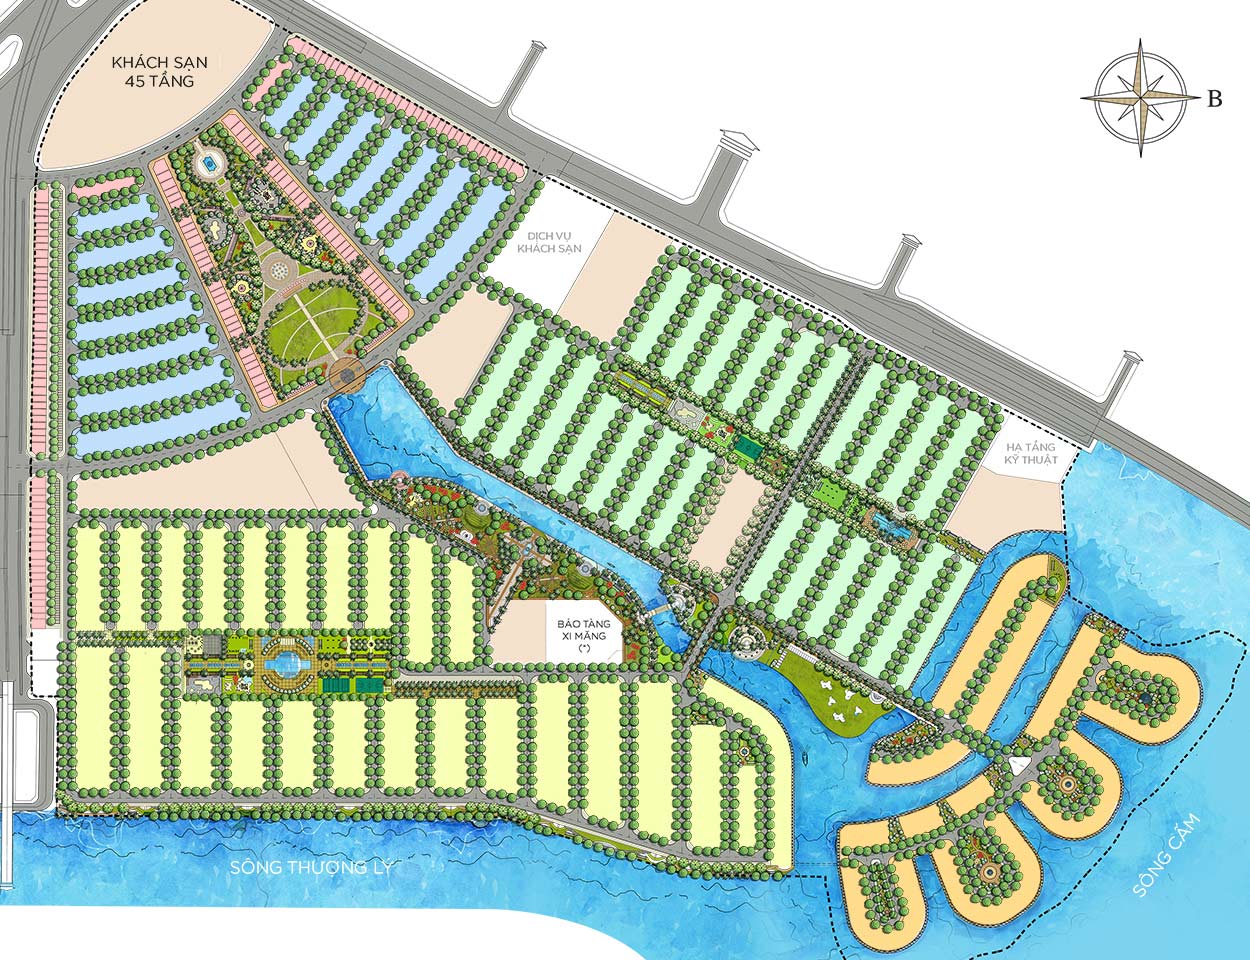 KHÁCH SẠN
45 TẦNG
B
DỊCH VỤ
KHÁCH SẠN
HẠ TẦNG
KỸ THUẬT
BẢO TÀNG
XI MĂNG
(*)
SÔNG THƯỢNG LÝ
SÔNG CẤM